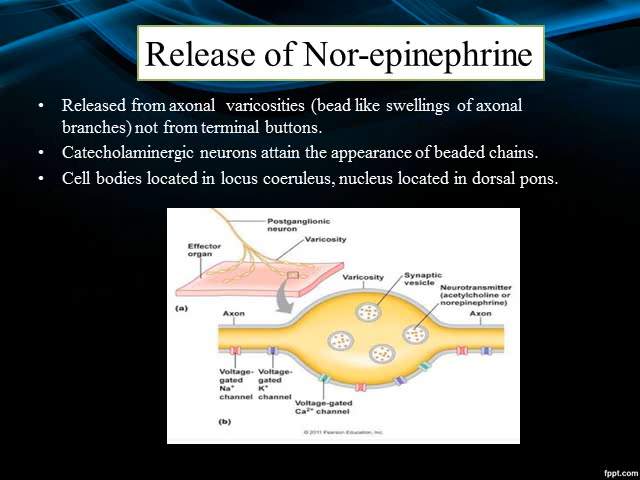 Release of Nor-epinephrine
• Released from axonal varicosities (bead like swellings of axonal
branches) not from terminal buttons.
• Catecholaminergic neurons attain the appearance of beaded chains.
• Cell bodies located in locus coeruleus, nucleus located in dorsal pons.
Postganglionic
neuron
Varicosity
Effector
organ
(a)
Varicosity
Synaptic
vesicle
Neurotransmitter
(acetylcholine or
norepinephrine)
Axon
Axon
Voltage-
gated
Na+
channel
Voltage-
gated
K+
channel
Voltage-gated
Ca2+ channel
(b)
© 2011 Pearson Education, Inc.
fppt.com